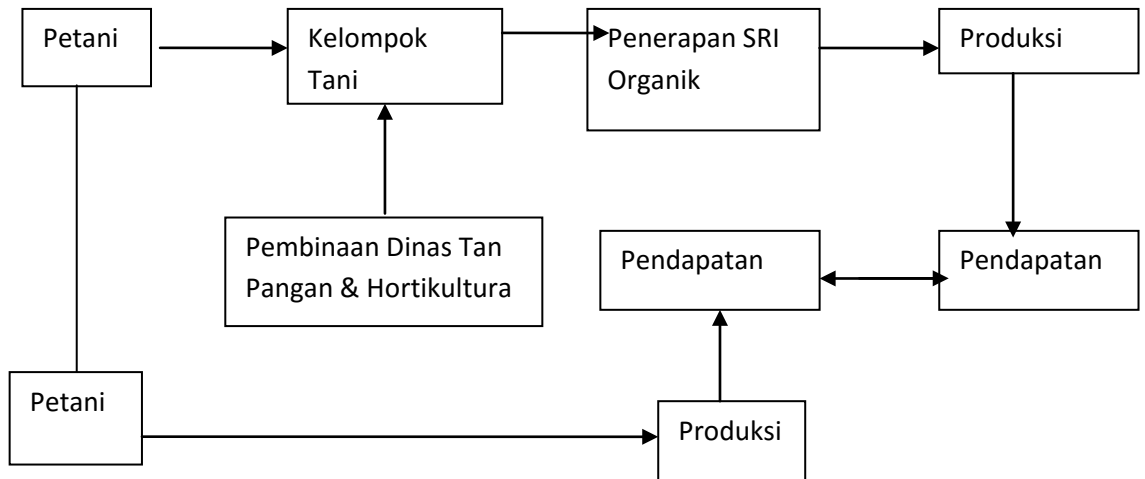 Petani
Kelompok
Tani
Penerapan SRI
Organik
Produksi
Pembinaan Dinas Tan
Pangan & Hortikultura
Pendapatan
Pendapatan
Petani
Produksi